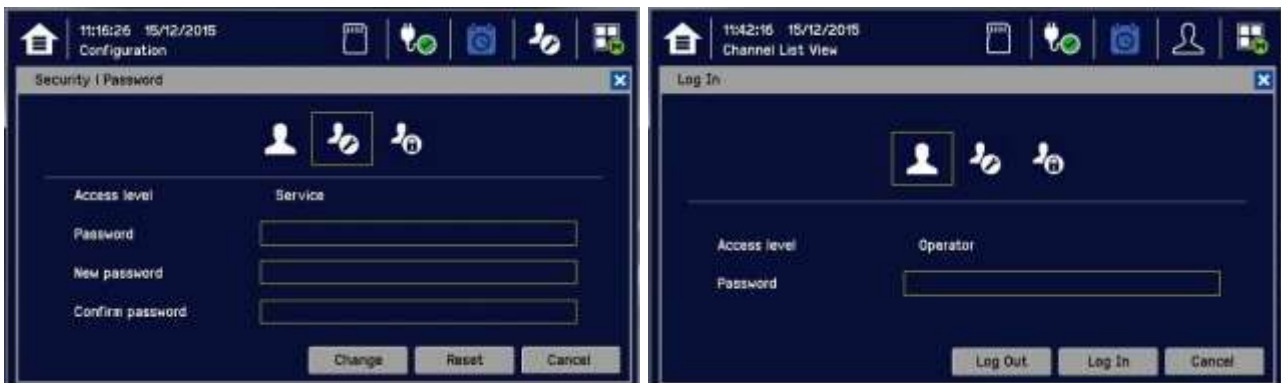 11:16:26 15/12/2015
Configuration
Security | Password
Access level Service
Password
New password
Confirm password
Change Reset Cancel
11:42:16 15/12/2015
Channel List View
Log In
Access level Operator
Password
Log Out Log In Cancel